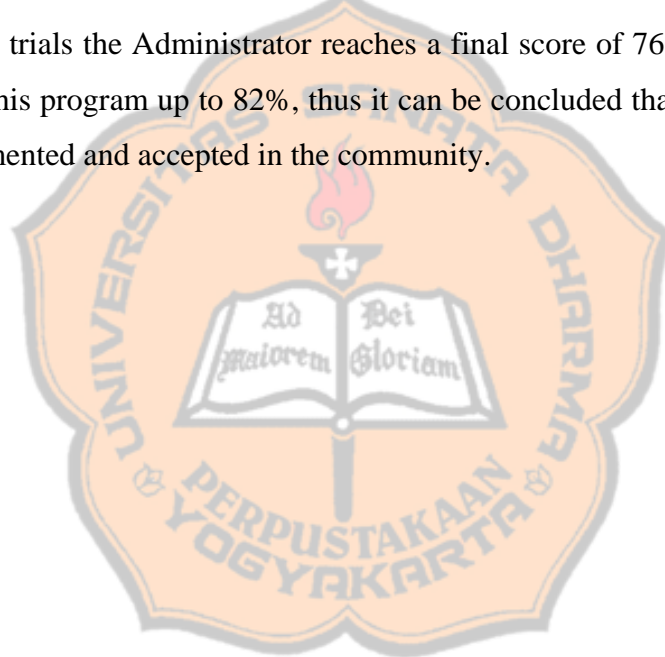 trials the Administrator reaches a final score of 76
his program up to 82%, thus it can be concluded tha
nented and accepted in the community.
UNIVERSITAS SANATA DHARMA
Ad Dei
Maiorem Gloriam
PERPUSTAKAAN
YOGYAKARTA